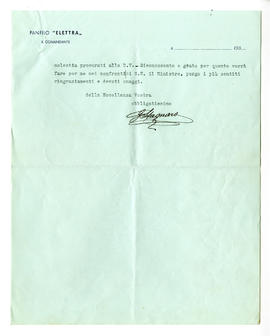 PANFILO "ELETTRA"
IL COMANDANTE
a 193
molestia procurati alla S.V.- Riconoscente e grato per quanto vorrà
fare per me nei confronti di S.E. il Ministro, porgo i più sentiti
ringraziamenti e devoti omaggi.
della Eccellenza Vostra
obbligatissimo